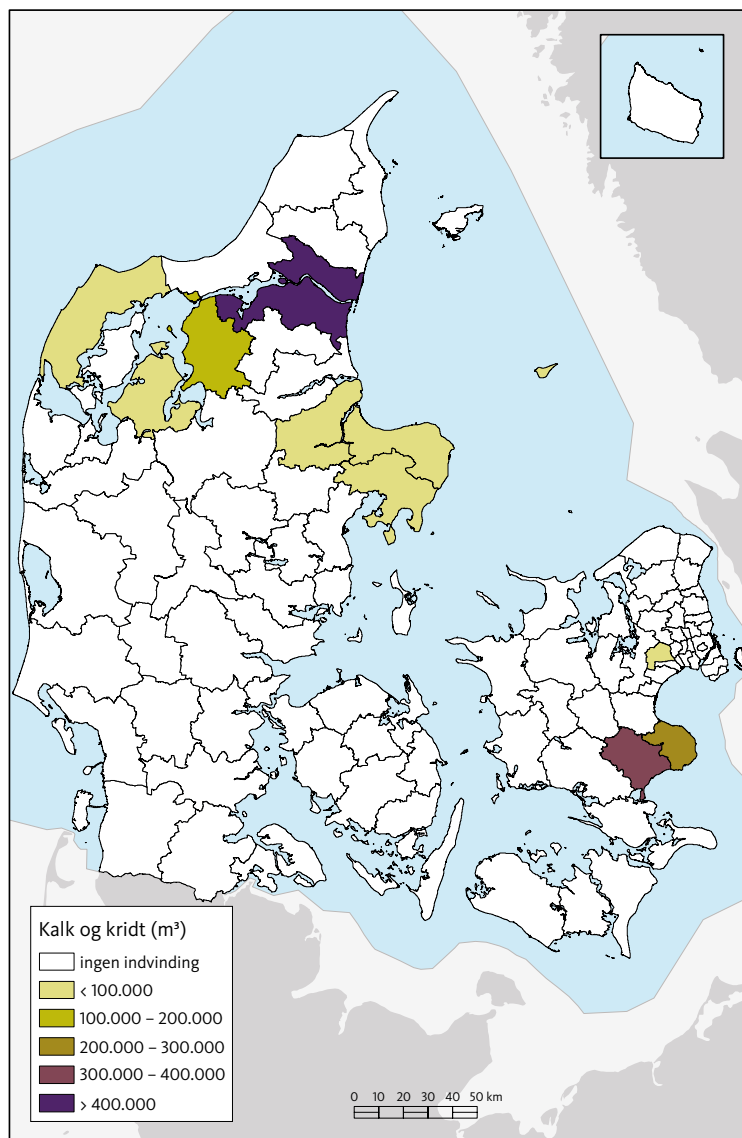 Kalk og kridt (m³)
ingen indvinding
< 100.000
100.000 – 200.000
200.000 – 300.000
300.000 – 400.000
> 400.000
0 10 20 30 40 50 km